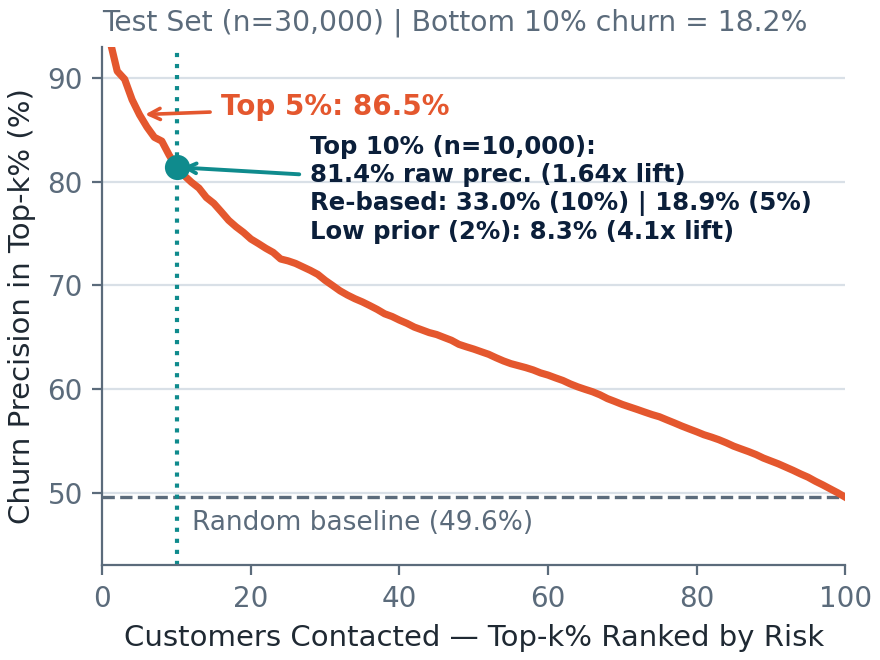 Test Set (n=30,000) | Bottom 10% churn = 18.2%
Churn Precision in Top-k% (%)
90
80
70
60
50
Top 5%: 86.5%
Top 10% (n=10,000):
81.4% raw prec. (1.64x lift)
Re-based: 33.0% (10%) | 18.9% (5%)
Low prior (2%): 8.3% (4.1x lift)
Random baseline (49.6%)
0 20 40 60 80 100
Customers Contacted — Top-k% Ranked by Risk